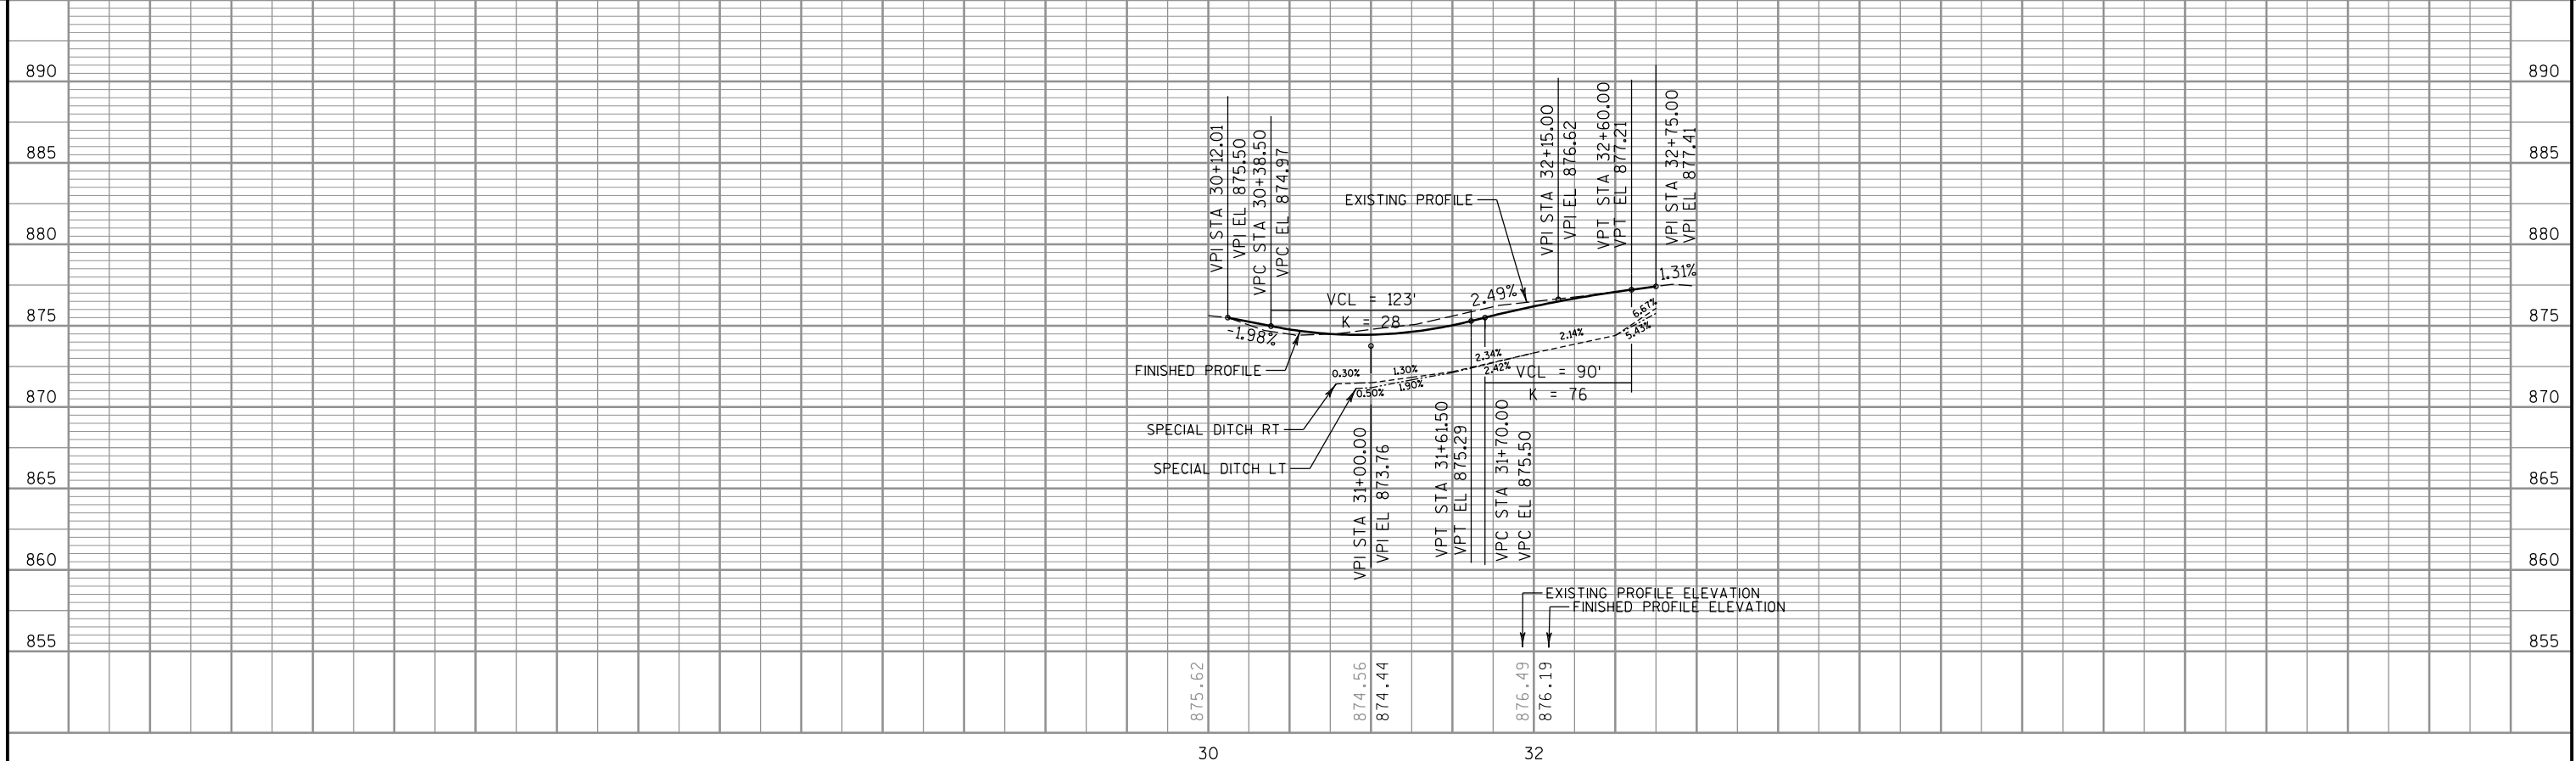 890
890
885
885
880
880
875
875
870
870
865
865
860
860
855
855
VPI STA 30+12.01
VPI EL 875.50
VPC STA 30+38.50
VPC EL 874.97
EXISTING PROFILE
VPI STA 32+15.00
VPI EL 876.62
VPT STA 32+60.00
VPT EL 877.21
VPI STA 32+75.00
VPI EL 877.41
1.31%
VCL = 123'
K = 28
2.49%
-1.98%
6.67%
5.43%
2.14%
2.34%
2.42%
FINISHED PROFILE
0.30%
1.30%
1.90%
0.50%
VCL = 90'
K = 76
SPECIAL DITCH RT
SPECIAL DITCH LT
VPI STA 31+00.00
VPI EL 873.76
VPT STA 31+61.50
VPT EL 875.29
VPC STA 31+70.00
VPC EL 875.50
EXISTING PROFILE ELEVATION
FINISHED PROFILE ELEVATION
875.62
874.56
874.44
876.49
876.19
30
32